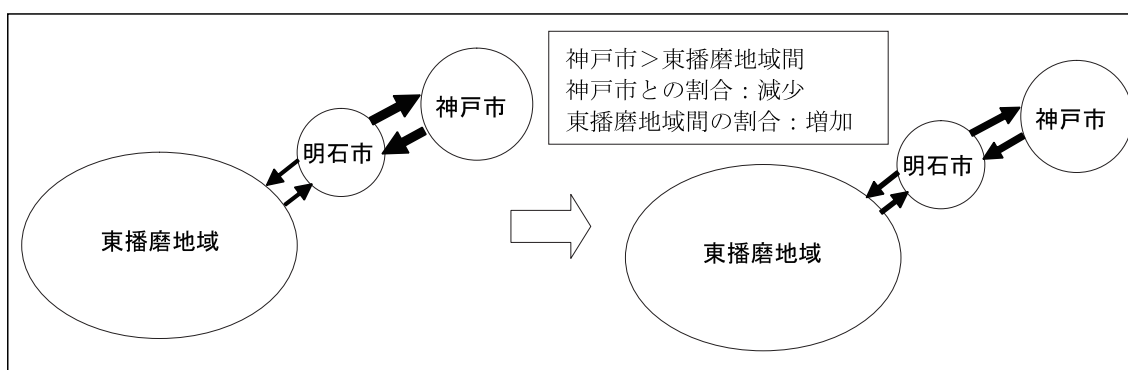 神戸市＞東播磨地域間
神戸市との割合：減少
東播磨地域間の割合：増加
神戸市
明石市
東播磨地域
神戸市
明石市
東播磨地域